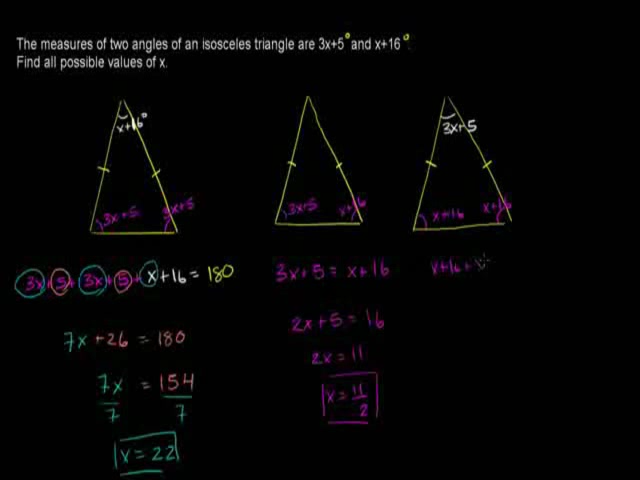 The measures of two angles of an isosceles triangle are 3x+5° and x+16°.
Find all possible values of x.
x+16°
3x+5
3x+5
3x+5
x+16
3x+5
x+16
x+16
3x+5+3x+5+x+16=180
7x+26=180
7x/7=154/7
x=22
3x+5=x+16
2x+5=16
2x=11
x=11/2
x+16+x